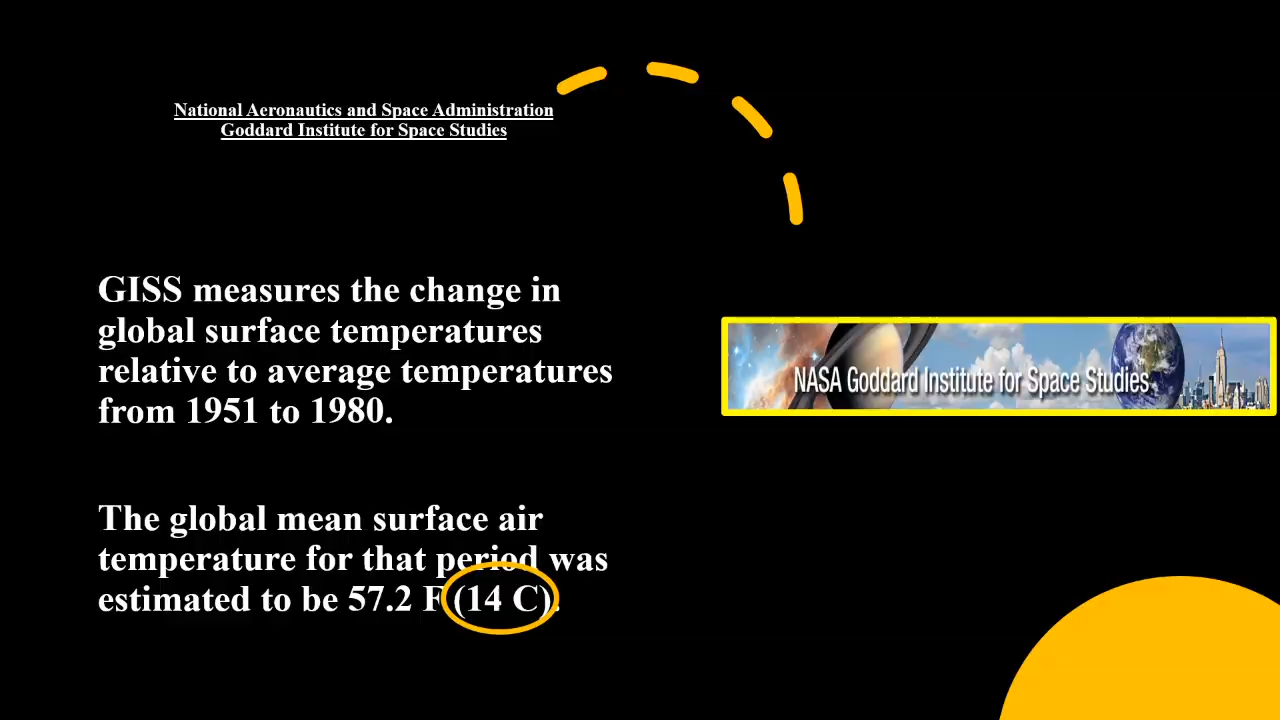 National Aeronautics and Space Administration
Goddard Institute for Space Studies
GISS measures the change in
global surface temperatures
relative to average temperatures
from 1951 to 1980.
NASA Goddard Institute for Space Studies
The global mean surface air
temperature for that period was
estimated to be 57.2 F (14 C).